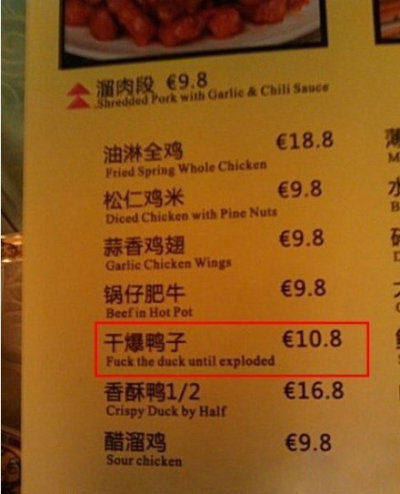 溜肉段 €9.8
Shredded Pork with Garlic & Chili Sauce
油淋全鸡 €18.8
Fried Spring Whole Chicken
松仁鸡米 €9.8
Diced Chicken with Pine Nuts
蒜香鸡翅 €9.8
Garlic Chicken Wings
锅仔肥牛 €9.8
Beef in Hot Pot
干爆鸭子 €10.8
Fuck the duck until exploded
香酥鸭1/2 €16.8
Crispy Duck by Half
醋溜鸡 €9.8
Sour chicken